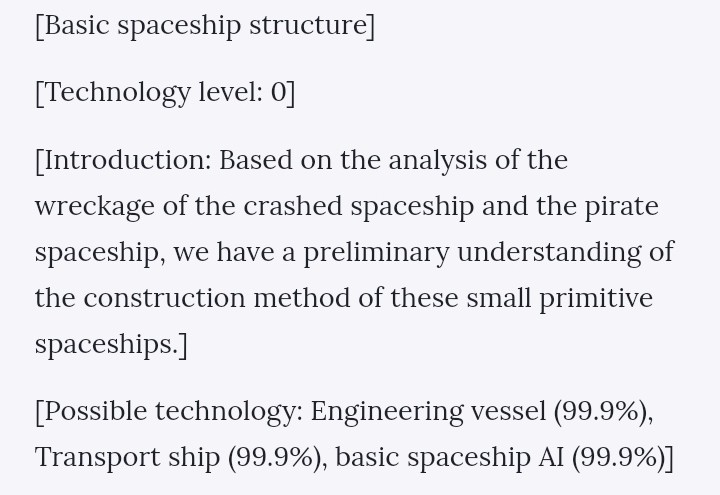 [Basic spaceship structure]
[Technology level: 0]
[Introduction: Based on the analysis of the
wreckage of the crashed spaceship and the pirate
spaceship, we have a preliminary understanding of
the construction method of these small primitive
spaceships.]
[Possible technology: Engineering vessel (99.9%),
Transport ship (99.9%), basic spaceship AI (99.9%)]